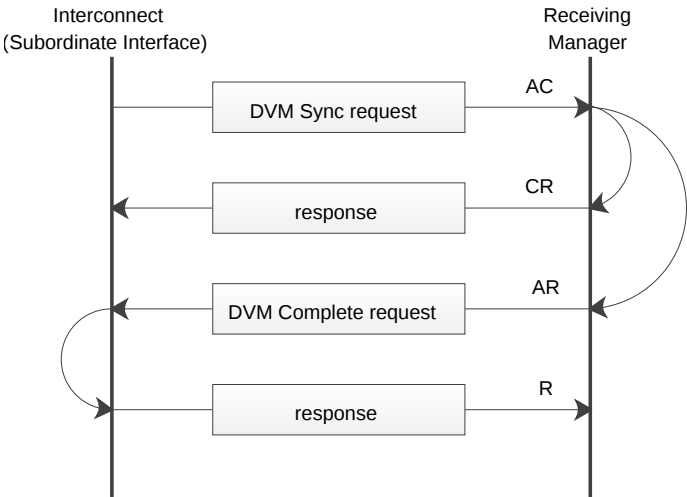 Interconnect
(Subordinate Interface)
Receiving
Manager
DVM Sync request
AC
response
CR
DVM Complete request
AR
response
R